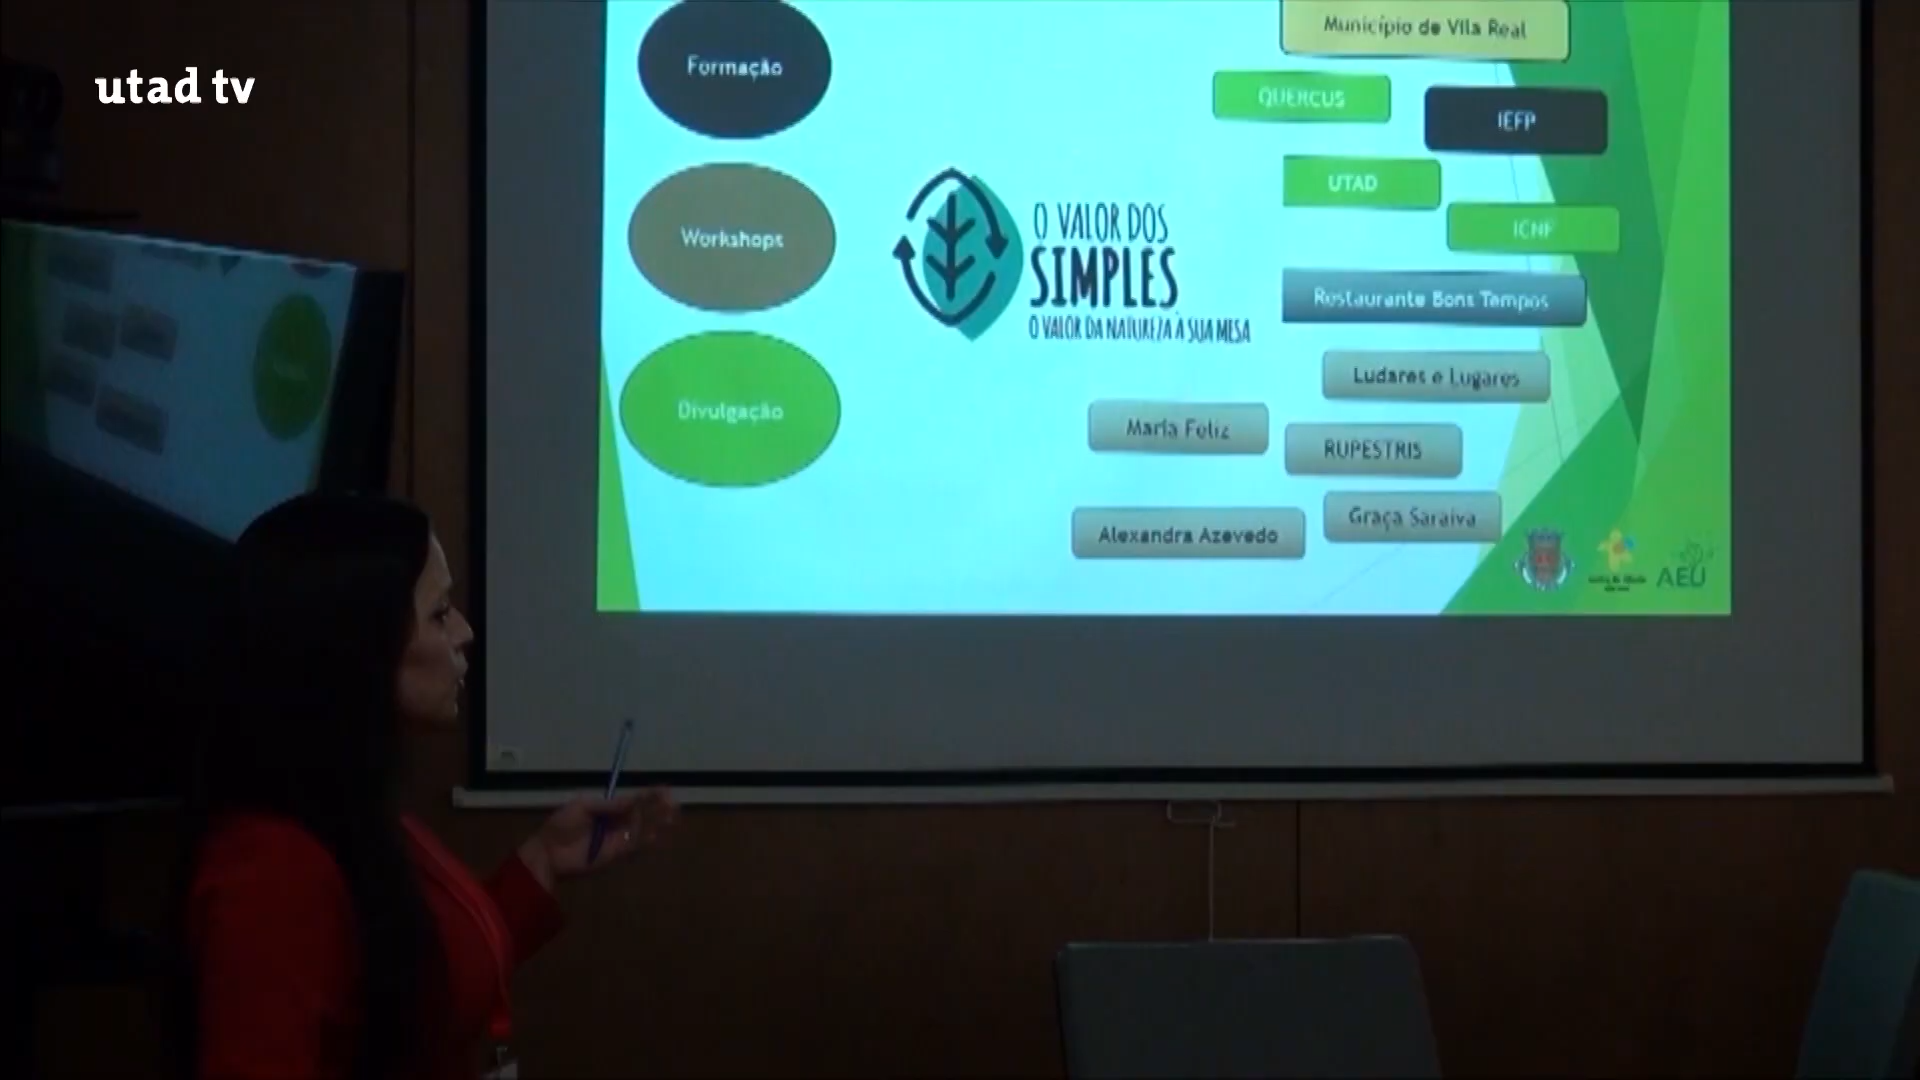 utad tv
Formação
Workshops
Divulgação
O VALOR DOS
SIMPLES
O VALOR DA NATUREZA À SUA MESA
Município de Vila Real
QUERCUS
IEFP
UTAD
ICNF
Restaurante Bons Tempos
Ludares e Lugares
Maria Feliz
RUPESTRIS
Alexandra Azevedo
Graça Saraiva
AEU